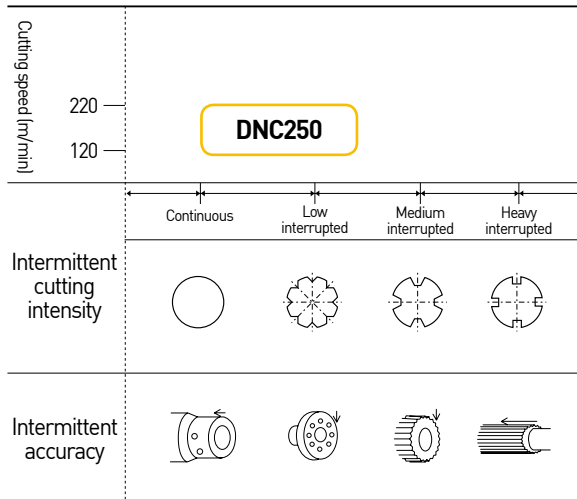 Cutting speed (m/min)
220
120
DNC250
Continuous
Low
interrupted
Medium
interrupted
Heavy
interrupted
Intermittent
cutting
intensity
Intermittent
accuracy